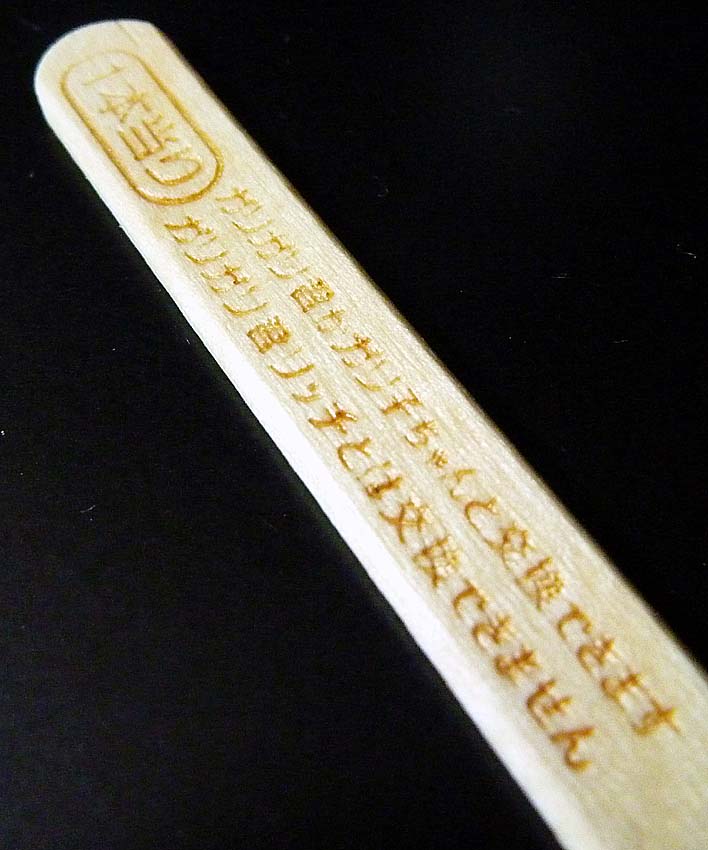 1本当り
ガリガリ君かガリ子ちゃんと交換できます
ガリガリ君リッチとは交換できません